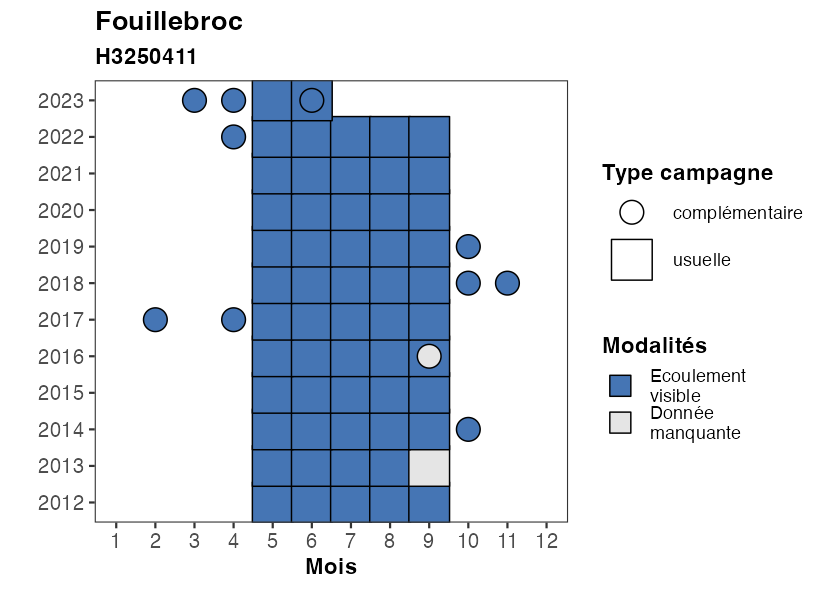 Fouillebroc
H3250411
2023
2022
2021
2020
2019
2018
2017
2016
2015
2014
2013
2012
1 2 3 4 5 6 7 8 9 10 11 12
Mois
Type campagne
complémentaire
usuelle
Modalités
Ecoulement
visible
Donnée
manquante